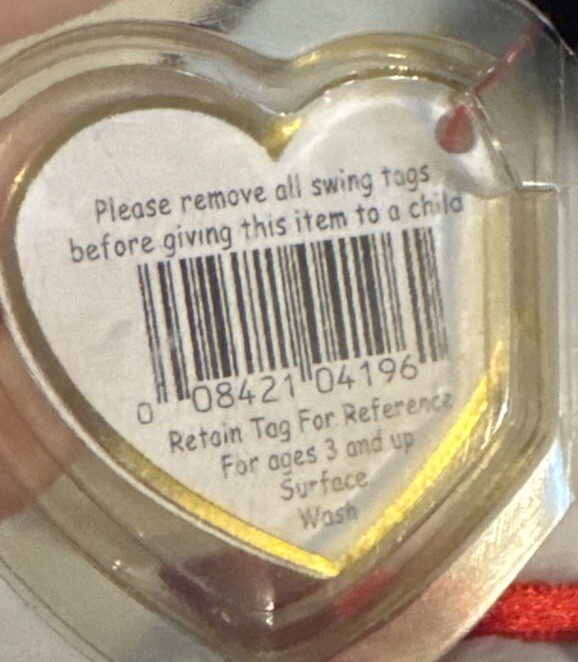 Please remove all swing tags
before giving this item to a child
0 08421 04196
Retain Tag For Reference
For ages 3 and up
Surface
Wash